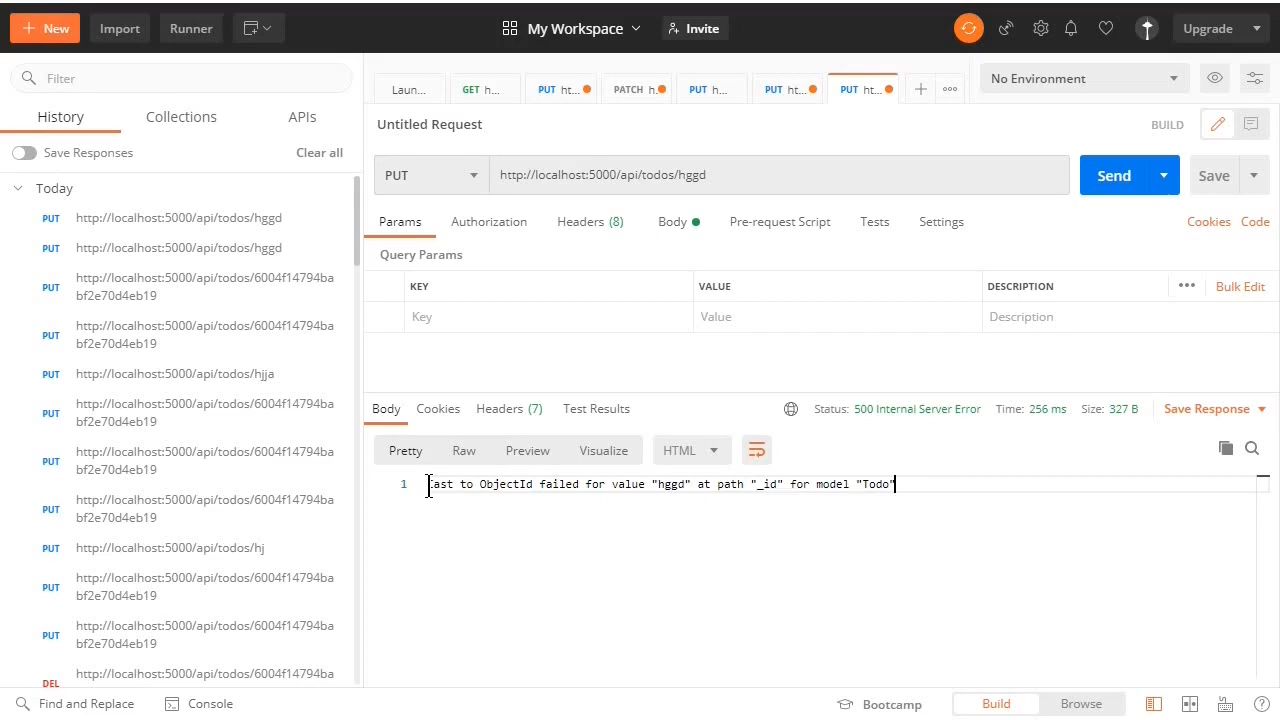 New
Import
Runner
My Workspace
Invite
Upgrade
Filter
History
Collections
APIs
Save Responses
Clear all
Today
PUT http://localhost:5000/api/todos/hggd
PUT http://localhost:5000/api/todos/hggd
PUT http://localhost:5000/api/todos/6004f14794ba
bf2e70d4eb19
PUT http://localhost:5000/api/todos/6004f14794ba
bf2e70d4eb19
PUT http://localhost:5000/api/todos/hjja
PUT http://localhost:5000/api/todos/6004f14794ba
bf2e70d4eb19
PUT http://localhost:5000/api/todos/6004f14794ba
bf2e70d4eb19
PUT http://localhost:5000/api/todos/6004f14794ba
bf2e70d4eb19
PUT http://localhost:5000/api/todos/hj
PUT http://localhost:5000/api/todos/6004f14794ba
bf2e70d4eb19
PUT http://localhost:5000/api/todos/6004f14794ba
bf2e70d4eb19
DEL http://localhost:5000/api/todos/6004f14794ba
Laun...
GET h...
PUT ht...
PATCH h.
PUT h...
PUT ht...
PUT ht...
No Environment
Untitled Request
BUILD
PUT
http://localhost:5000/api/todos/hggd
Send
Save
Params
Authorization
Headers (8)
Body
Pre-request Script
Tests
Settings
Cookies
Code
Query Params
KEY
VALUE
DESCRIPTION
Bulk Edit
Key
Value
Description
Body
Cookies
Headers (7)
Test Results
Status: 500 Internal Server Error
Time: 256 ms
Size: 327 B
Save Response
Pretty
Raw
Preview
Visualize
HTML
1 Cast to ObjectId failed for value "hggd" at path "_id" for model "Todo"
Find and Replace
Console
Bootcamp
Build
Browse